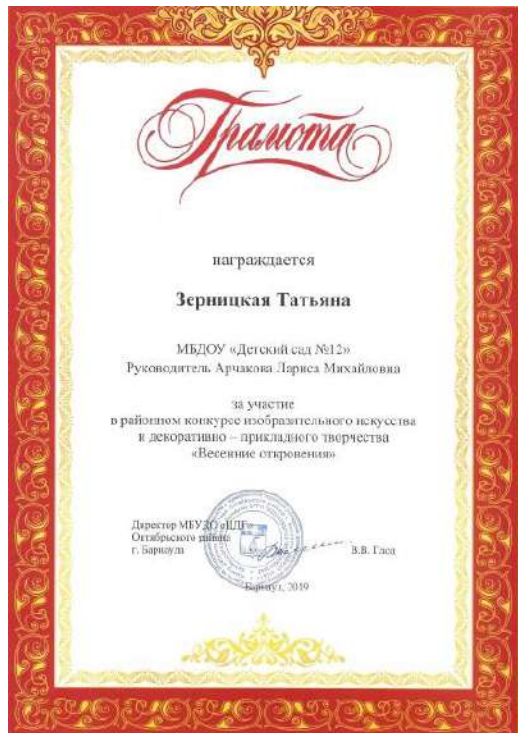 Грамота
награждается
Зерницкая Татьяна
МБДОУ «Детский сад №12»
Руководитель Арчакова Лариса Михайловна
за участие
в районном конкурсе изобразительного искусства
и декоративно – прикладного творчества
«Весенние откровения»
Директор МБУДО
Октябрьского района
г. Барнаула
В.В. Глед
Барнаул, 2019